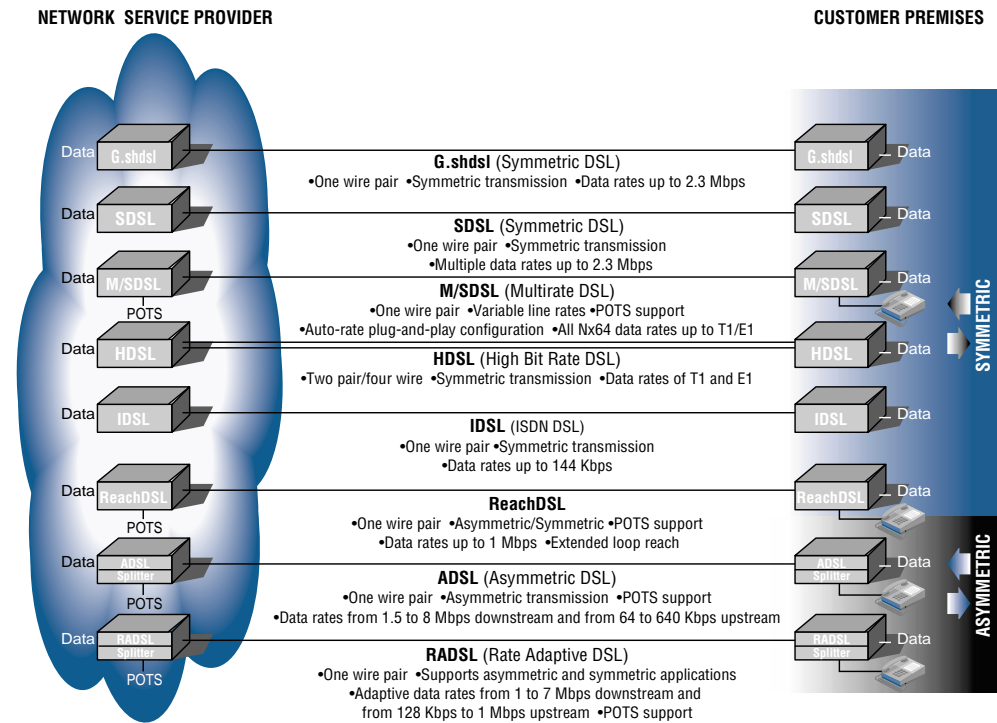 NETWORK SERVICE PROVIDER
CUSTOMER PREMISES
Data
G.shdsl
G.shdsl
Data
G.shdsl (Symmetric DSL)
•One wire pair •Symmetric transmission •Data rates up to 2.3 Mbps
Data
SDSL
SDSL
Data
SDSL (Symmetric DSL)
•One wire pair •Symmetric transmission
•Multiple data rates up to 2.3 Mbps
Data
M/SDSL
POTS
M/SDSL
Data
M/SDSL (Multirate DSL)
•One wire pair •Variable line rates •POTS support
•Auto-rate plug-and-play configuration •All Nx64 data rates up to T1/E1
Data
HDSL
HDSL
Data
HDSL (High Bit Rate DSL)
•Two pair/four wire •Symmetric transmission •Data rates of T1 and E1
SYMMETRIC
Data
IDSL
IDSL
Data
IDSL (ISDN DSL)
•One wire pair •Symmetric transmission
•Data rates up to 144 Kbps
Data
ReachDSL
POTS
ReachDSL
Data
ReachDSL
•One wire pair •Asymmetric/Symmetric •POTS support
•Data rates up to 1 Mbps •Extended loop reach
Data
ADSL
Splitter
POTS
ADSL
Splitter
Data
ADSL (Asymmetric DSL)
•One wire pair •Asymmetric transmission •POTS support
•Data rates from 1.5 to 8 Mbps downstream and from 64 to 640 Kbps upstream
ASYMMETRIC
Data
RADSL
Splitter
POTS
RADSL
Splitter
Data
RADSL (Rate Adaptive DSL)
•One wire pair •Supports asymmetric and symmetric applications
•Adaptive data rates from 1 to 7 Mbps downstream and
from 128 Kbps to 1 Mbps upstream •POTS support